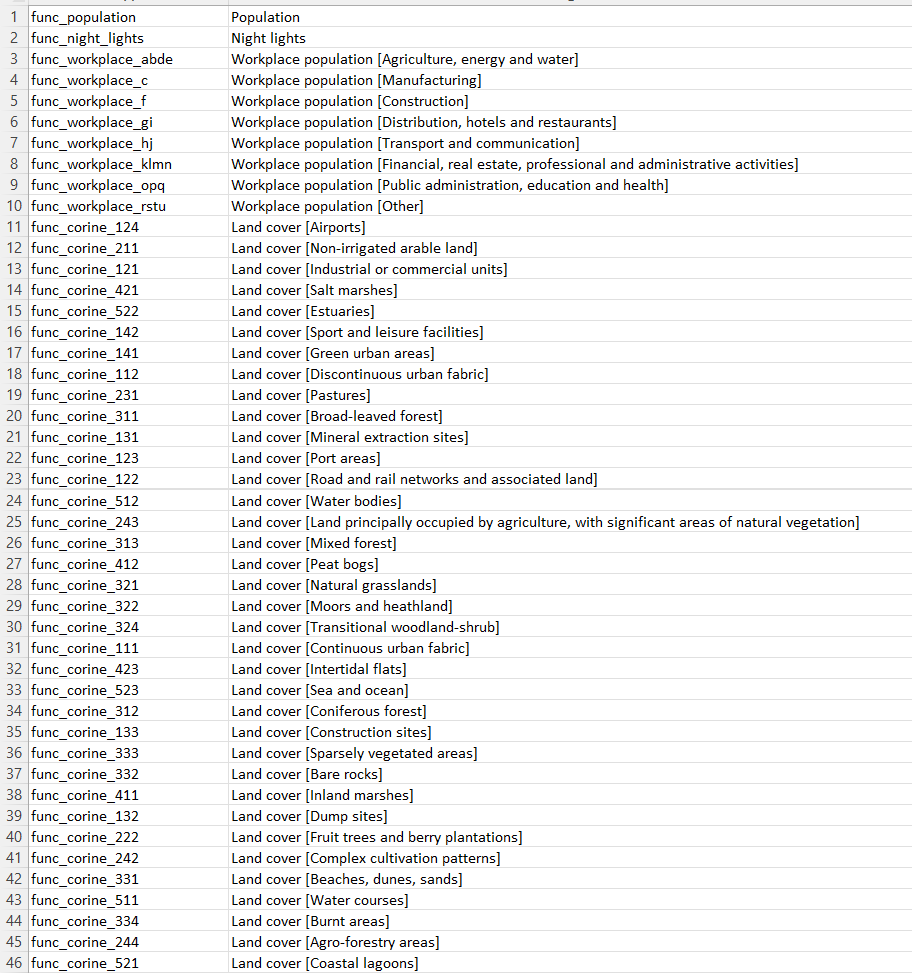 1 func_population Population
2 func_night_lights Night lights
3 func_workplace_abde Workplace population [Agriculture, energy and water]
4 func_workplace_c Workplace population [Manufacturing]
5 func_workplace_f Workplace population [Construction]
6 func_workplace_gi Workplace population [Distribution, hotels and restaurants]
7 func_workplace_hj Workplace population [Transport and communication]
8 func_workplace_klmn Workplace population [Financial, real estate, professional and administrative activities]
9 func_workplace_opq Workplace population [Public administration, education and health]
10 func_workplace_rstu Workplace population [Other]
11 func_corine_124 Land cover [Airports]
12 func_corine_211 Land cover [Non-irrigated arable land]
13 func_corine_121 Land cover [Industrial or commercial units]
14 func_corine_421 Land cover [Salt marshes]
15 func_corine_522 Land cover [Estuaries]
16 func_corine_142 Land cover [Sport and leisure facilities]
17 func_corine_141 Land cover [Green urban areas]
18 func_corine_112 Land cover [Discontinuous urban fabric]
19 func_corine_231 Land cover [Pastures]
20 func_corine_311 Land cover [Broad-leaved forest]
21 func_corine_131 Land cover [Mineral extraction sites]
22 func_corine_123 Land cover [Port areas]
23 func_corine_122 Land cover [Road and rail networks and associated land]
24 func_corine_512 Land cover [Water bodies]
25 func_corine_243 Land cover [Land principally occupied by agriculture, with significant areas of natural vegetation]
26 func_corine_313 Land cover [Mixed forest]
27 func_corine_412 Land cover [Peat bogs]
28 func_corine_321 Land cover [Natural grasslands]
29 func_corine_322 Land cover [Moors and heathland]
30 func_corine_324 Land cover [Transitional woodland-shrub]
31 func_corine_111 Land cover [Continuous urban fabric]
32 func_corine_423 Land cover [Intertidal flats]
33 func_corine_523 Land cover [Sea and ocean]
34 func_corine_312 Land cover [Coniferous forest]
35 func_corine_133 Land cover [Construction sites]
36 func_corine_333 Land cover [Sparsely vegetated areas]
37 func_corine_332 Land cover [Bare rocks]
38 func_corine_411 Land cover [Inland marshes]
39 func_corine_132 Land cover [Dump sites]
40 func_corine_222 Land cover [Fruit trees and berry plantations]
41 func_corine_242 Land cover [Complex cultivation patterns]
42 func_corine_331 Land cover [Beaches, dunes, sands]
43 func_corine_511 Land cover [Water courses]
44 func_corine_334 Land cover [Burnt areas]
45 func_corine_244 Land cover [Agro-forestry areas]
46 func_corine_521 Land cover [Coastal lagoons]